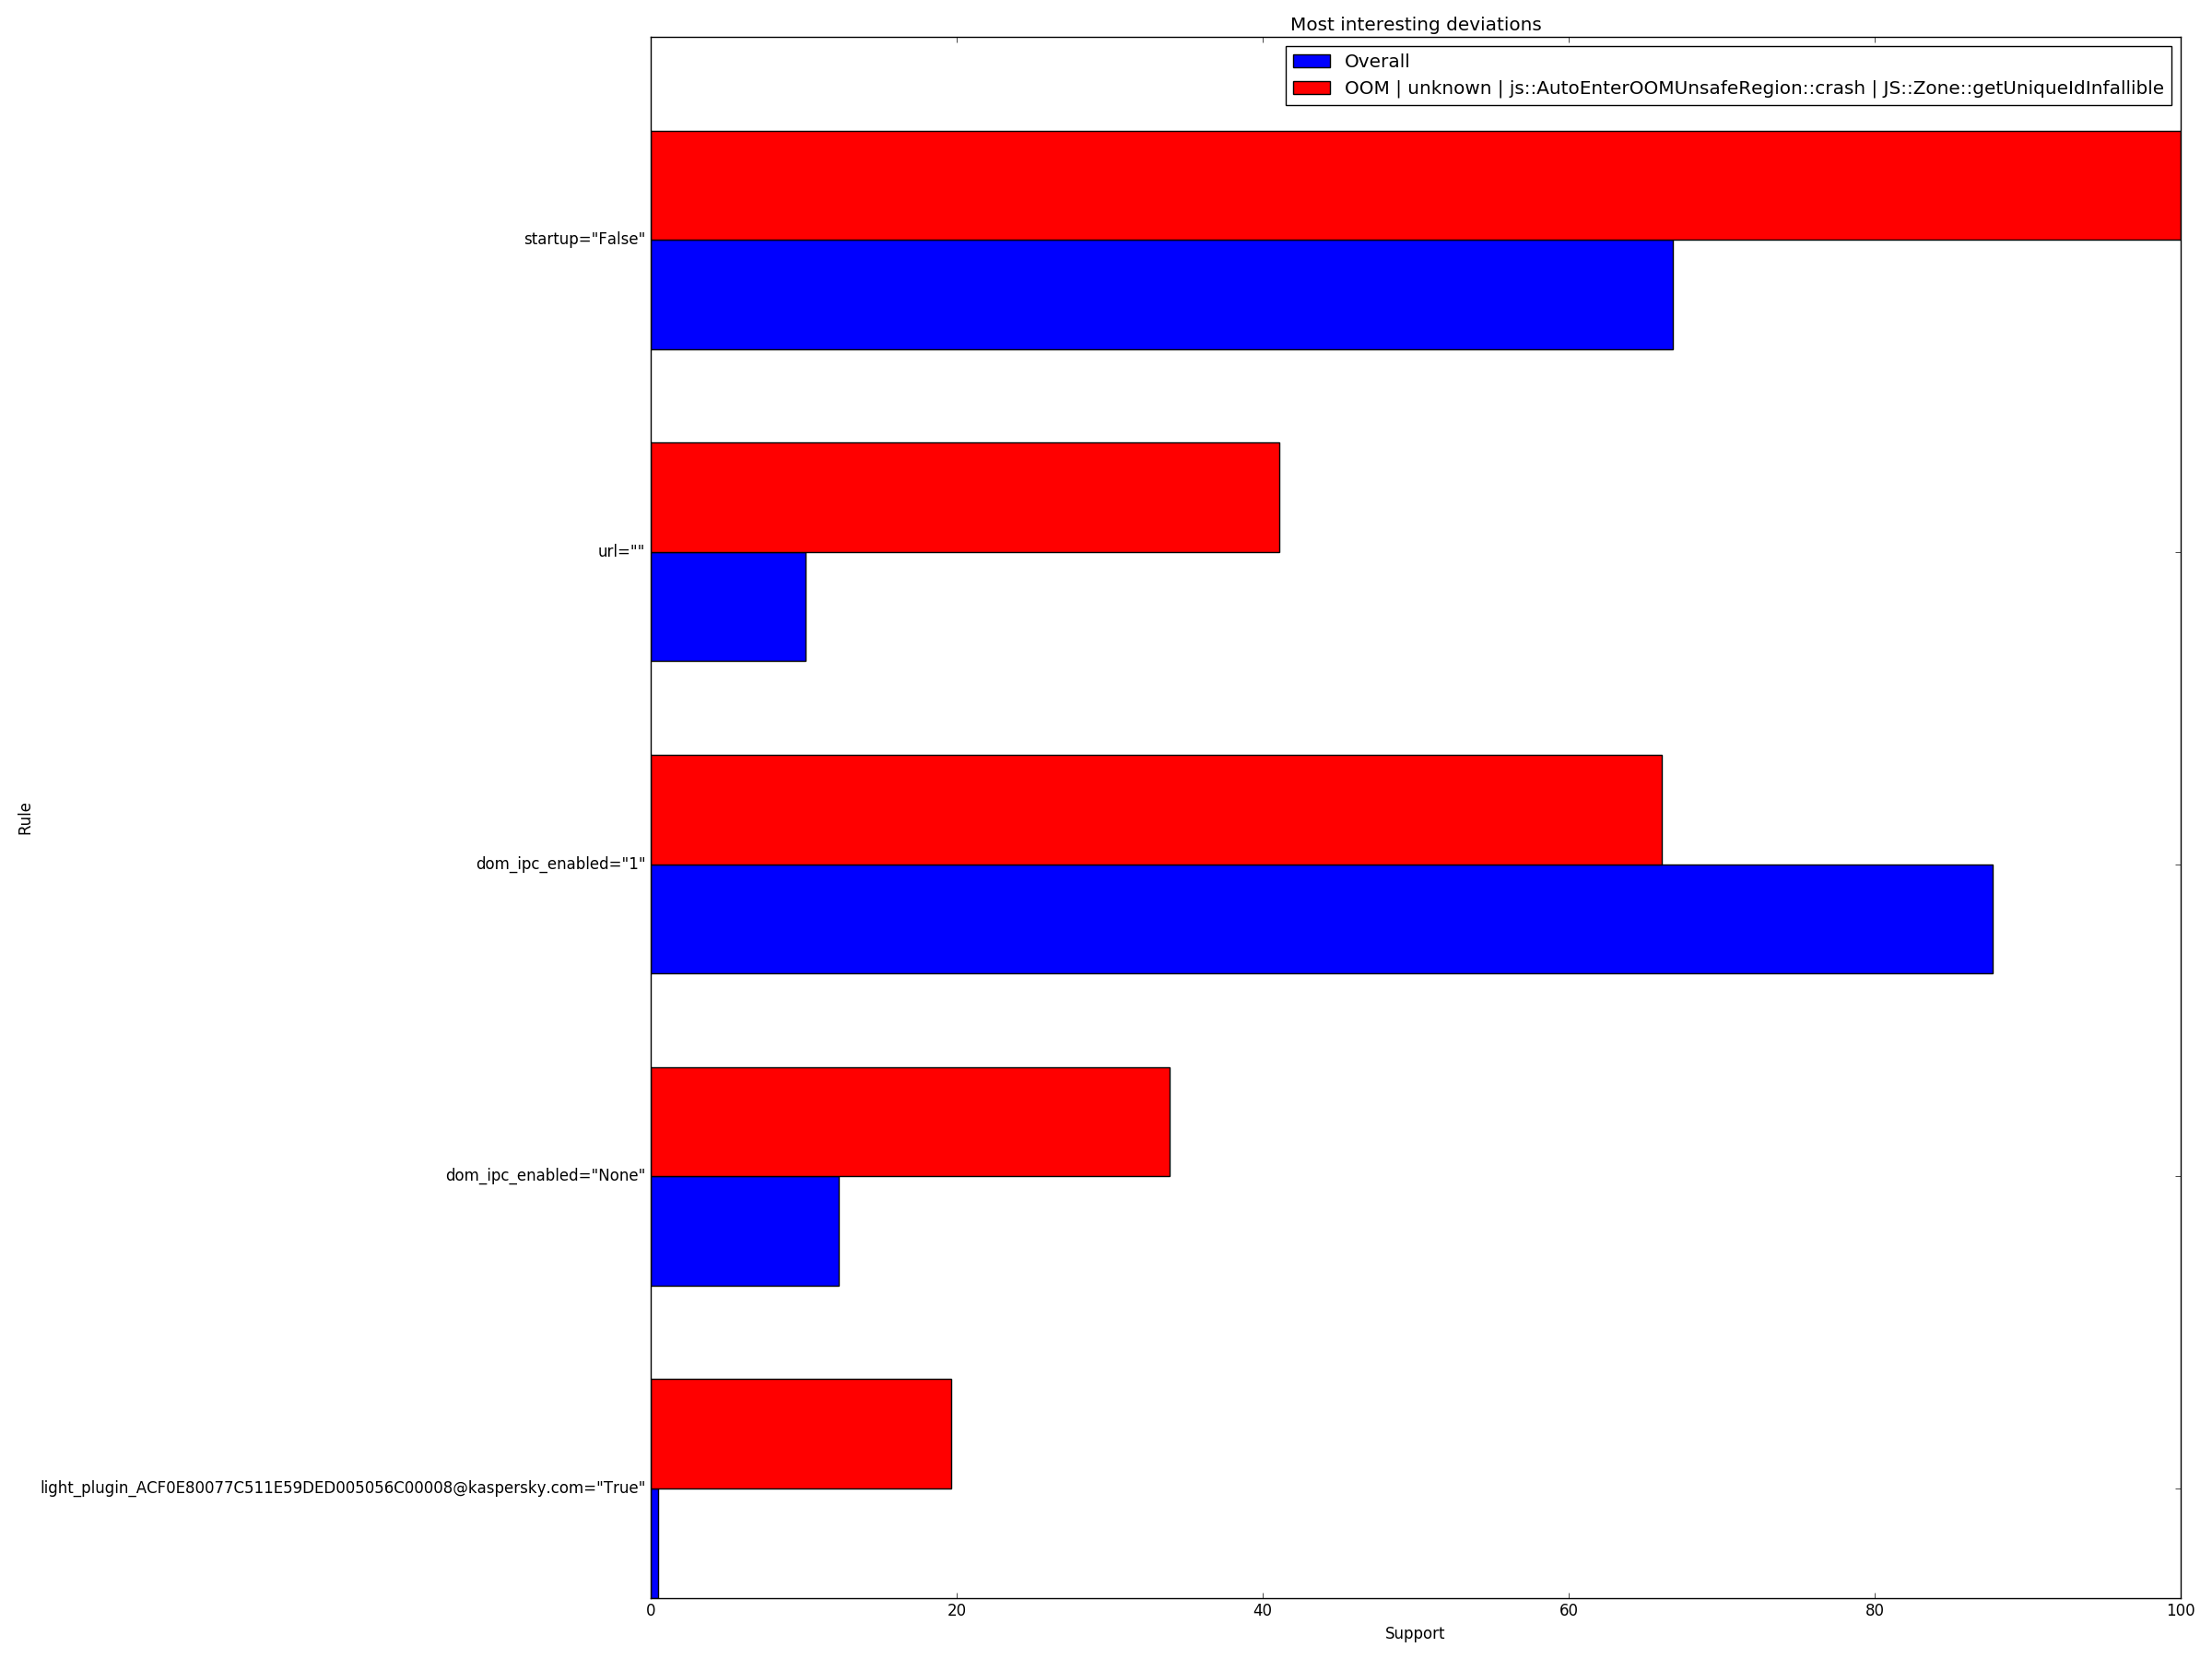 Most interesting deviations
Overall
OOM | unknown | js::AutoEnterOOMUnsafeRegion::crash | JS::Zone::getUniqueIdInfallible
startup="False"
url=""
dom_ipc_enabled="1"
dom_ipc_enabled="None"
light_plugin_ACF0E80077C511E59DED005056C00008@kaspersky.com="True"
Rule
0 20 40 60 80 100
Support